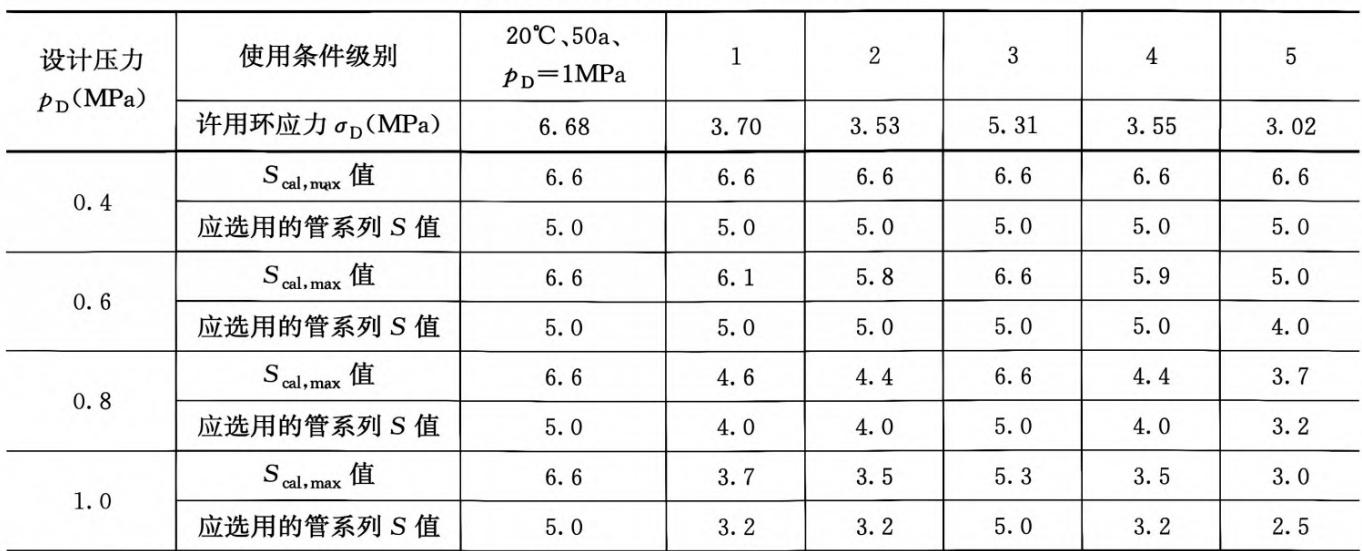 设计压力 pD(MPa) 使用条件级别 20℃、50a、pD=1MPa 1 2 3 4 5
许用环应力 σD(MPa) 6.68 3.70 3.53 5.31 3.55 3.02
0.4 Scal,max 值 6.6 6.6 6.6 6.6 6.6 6.6
应选用的管系列 S 值 5.0 5.0 5.0 5.0 5.0 5.0
0.6 Scal,max 值 6.6 6.1 5.8 6.6 5.9 5.0
应选用的管系列 S 值 5.0 5.0 5.0 5.0 5.0 4.0
0.8 Scal,max 值 6.6 4.6 4.4 6.6 4.4 3.7
应选用的管系列 S 值 5.0 4.0 4.0 5.0 4.0 3.2
1.0 Scal,max 值 6.6 3.7 3.5 5.3 3.5 3.0
应选用的管系列 S 值 5.0 3.2 3.2 5.0 3.2 2.5